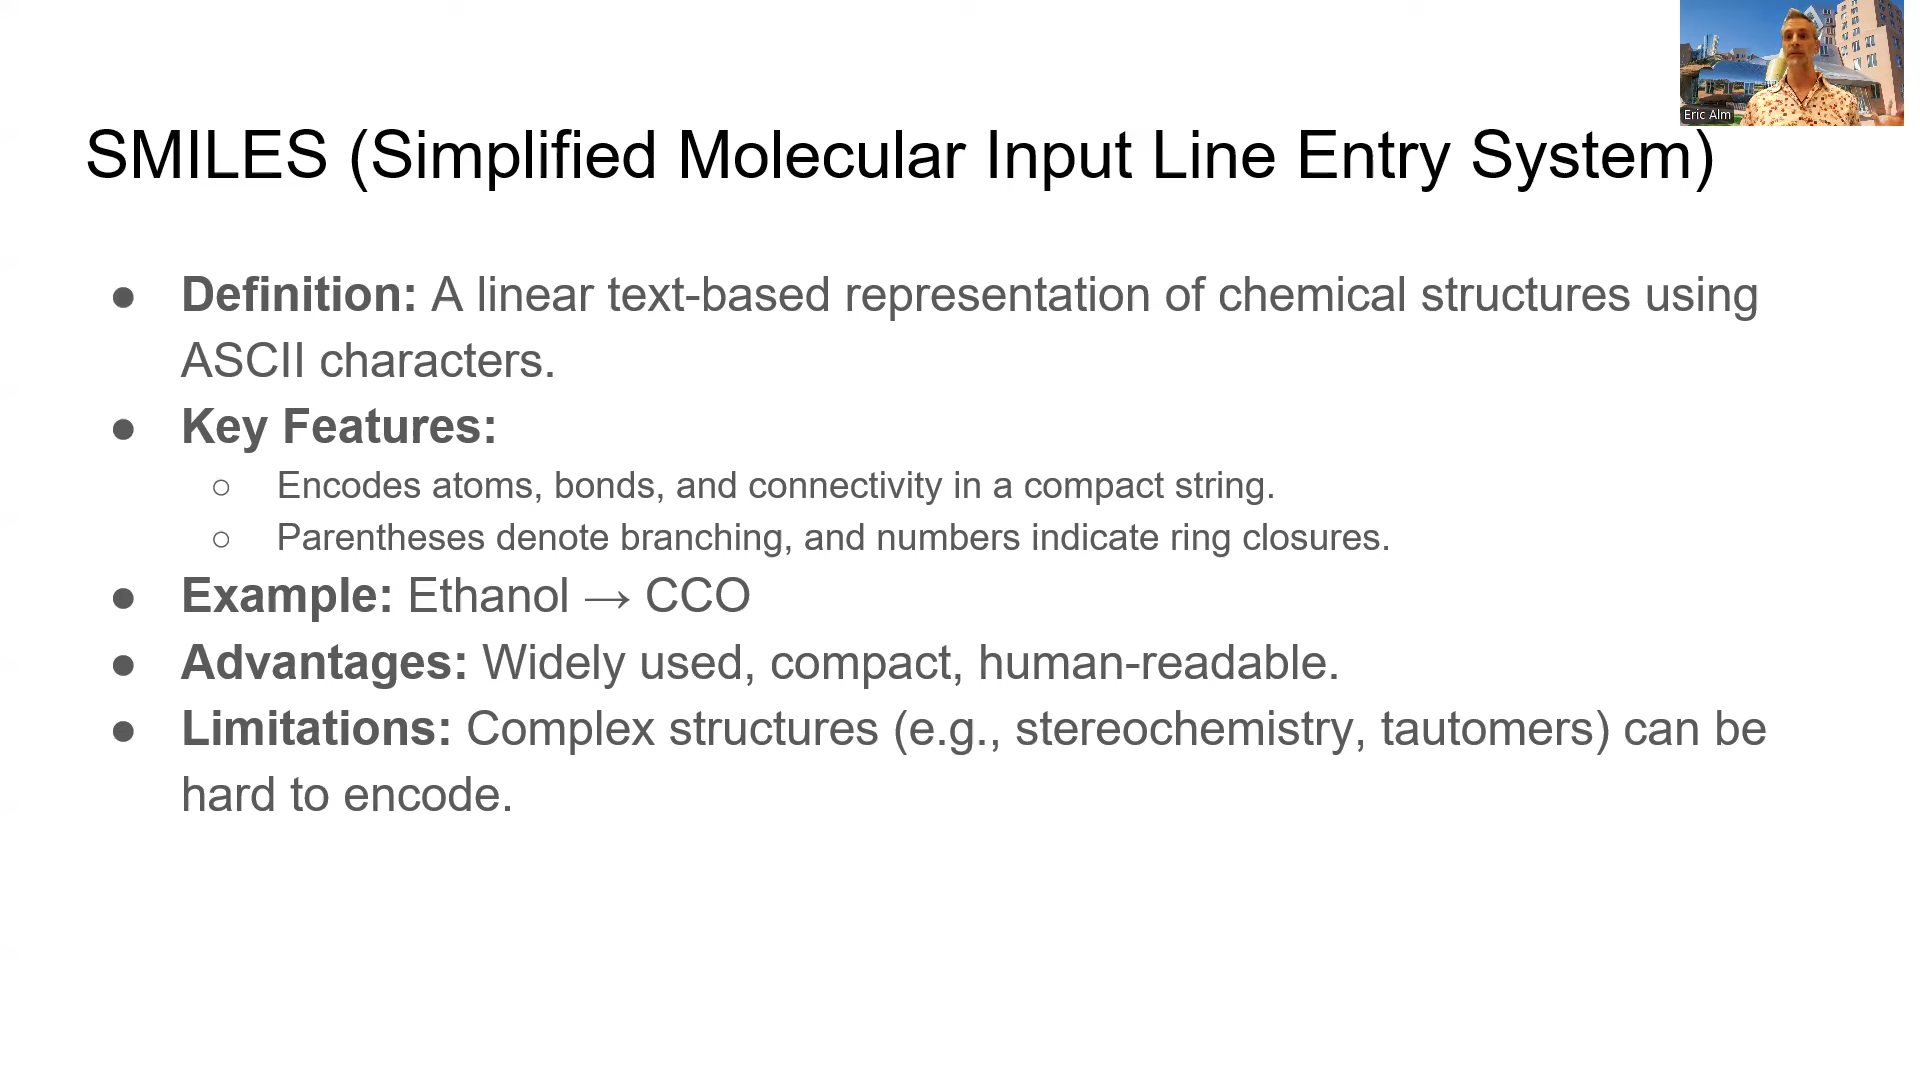 Eric Alm
SMILES (Simplified Molecular Input Line Entry System)
● Definition: A linear text-based representation of chemical structures using
ASCII characters.
● Key Features:
○ Encodes atoms, bonds, and connectivity in a compact string.
○ Parentheses denote branching, and numbers indicate ring closures.
● Example: Ethanol → CCO
● Advantages: Widely used, compact, human-readable.
● Limitations: Complex structures (e.g., stereochemistry, tautomers) can be
hard to encode.